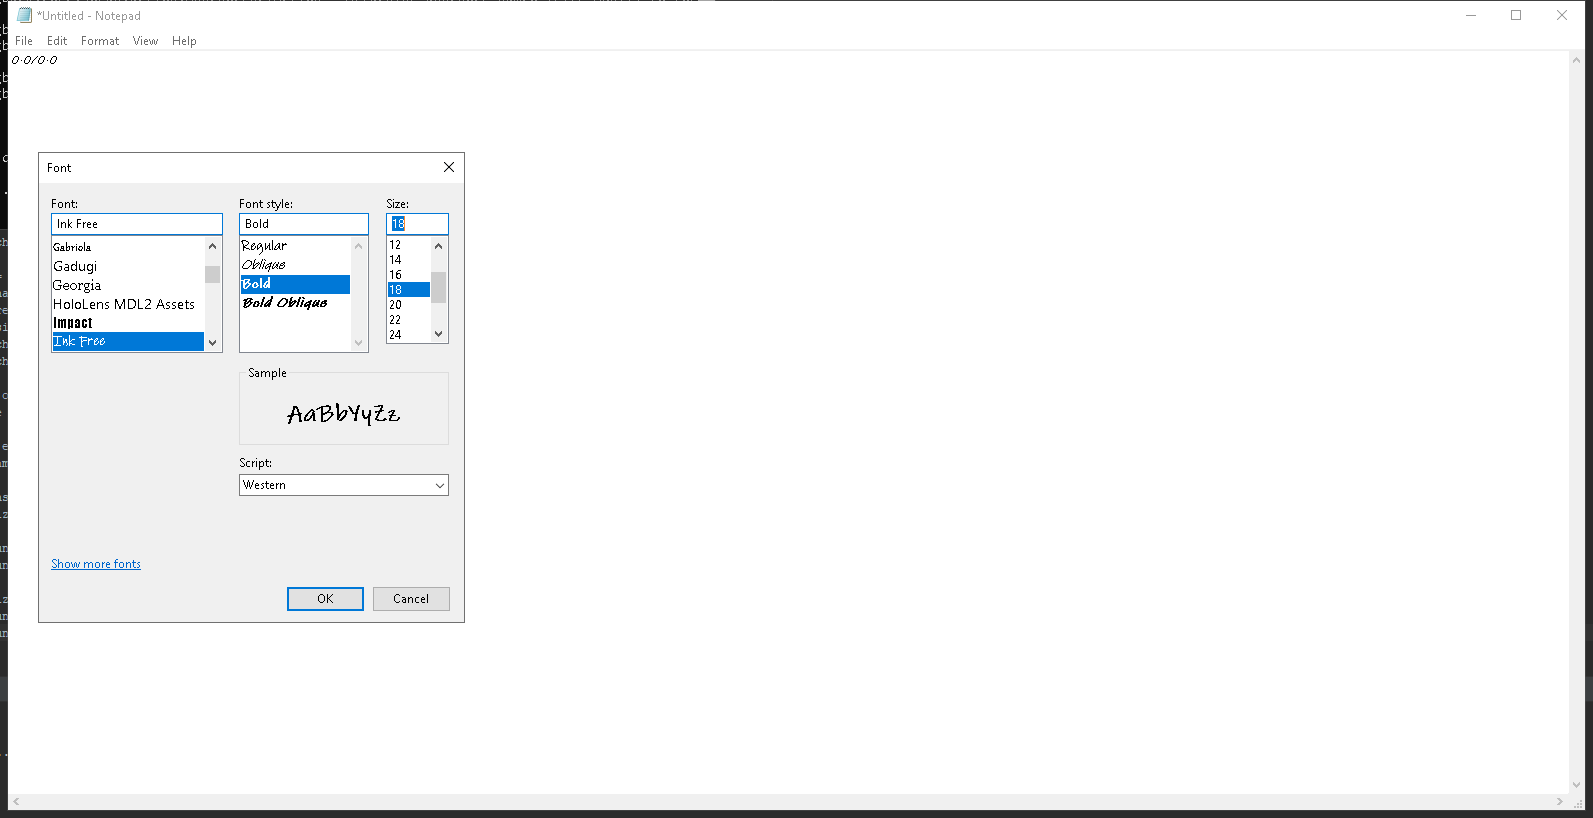 *Untitled - Notepad
File Edit Format View Help
0.0/0.0
Font
Font: Font style: Size:
Ink Free Bold 18
Gabriola Regular 12
Gadugi Oblique 14
Georgia Bold 16
HoloLens MDL2 Assets Bold Oblique 18
Impact 20
Ink Free 22
24
Sample
AaBbYyZz
Script:
Western
Show more fonts
OK Cancel